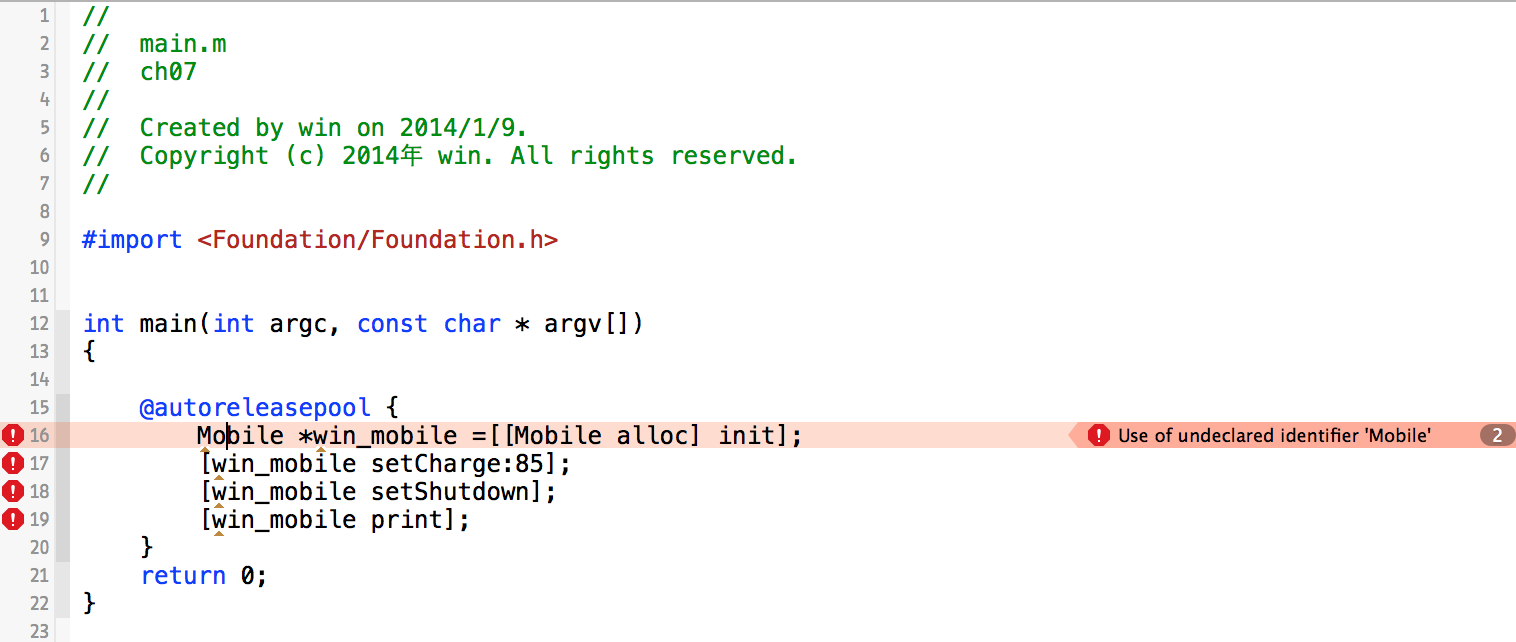 1 //
2 //  main.m
3 //  ch07
4 //
5 //  Created by win on 2014/1/9.
6 //  Copyright (c) 2014年 win. All rights reserved.
7 //
8
9 #import <Foundation/Foundation.h>
10
11
12 int main(int argc, const char * argv[])
13 {
14
15     @autoreleasepool {
16         Mobile *win_mobile =[[Mobile alloc] init]; Use of undeclared identifier 'Mobile' 2
17         [win_mobile setCharge:85];
18         [win_mobile setShutdown];
19         [win_mobile print];
20     }
21     return 0;
22 }
23